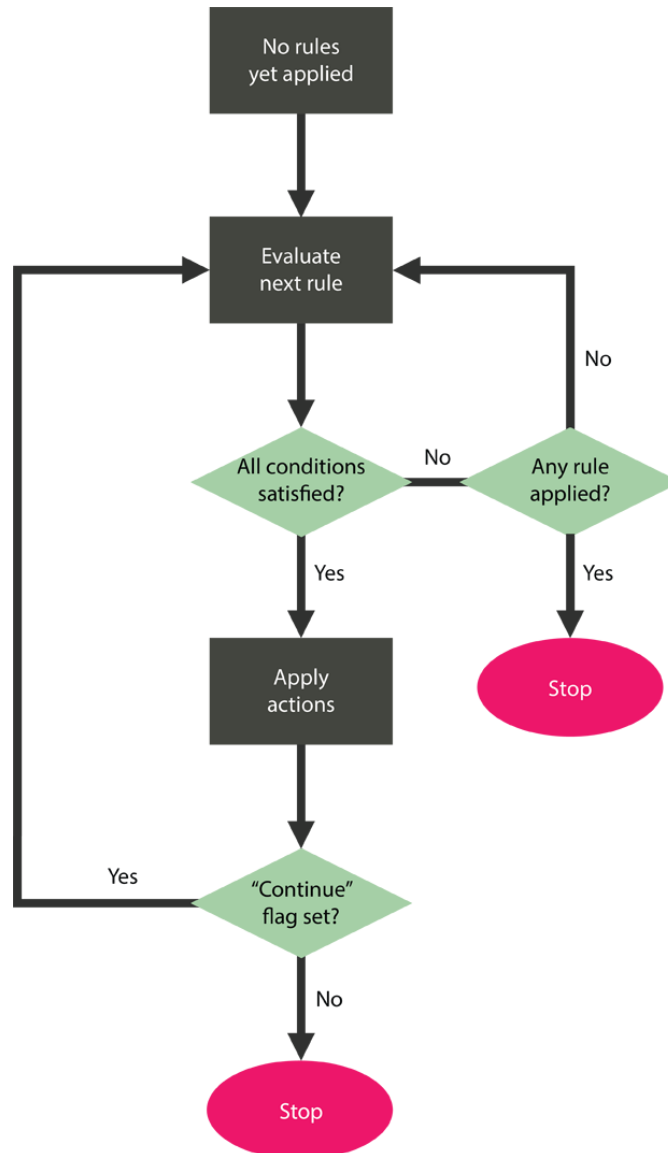 No rules
yet applied
Evaluate
next rule
No
All conditions
satisfied?
No
Any rule
applied?
Yes
Yes
Apply
actions
Stop
Yes
“Continue”
flag set?
No
Stop